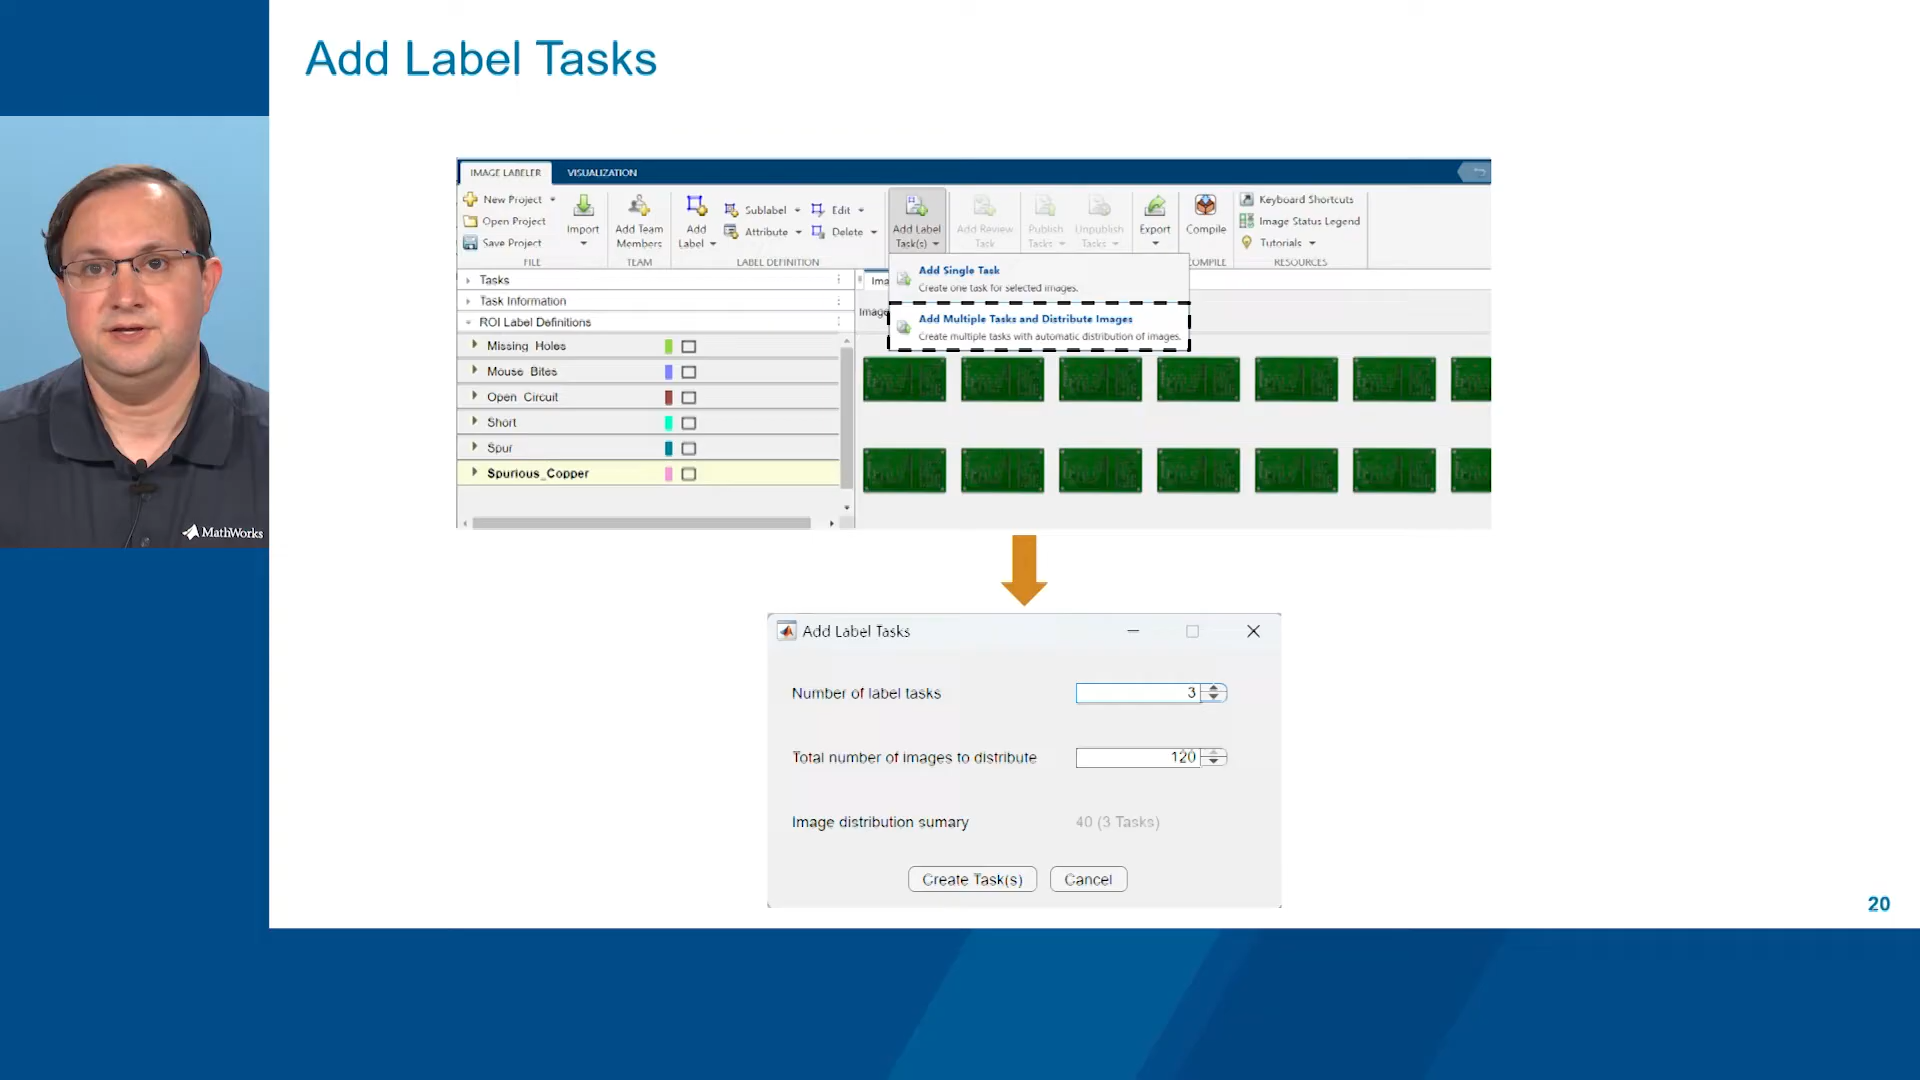 Add Label Tasks
IMAGE LABELER
VISUALIZATION
New Project
Open Project
Save Project
FILE
Import
Add Team
Members
TEAM
Add
Label
Sublabel
Attribute
Edit
Delete
LABEL DEFINITION
Add Label
Task(s)
Add Review
Task
Publish
Tasks
Unpublish
Tasks
Export
Compile
COMPILE
Keyboard Shortcuts
Image Status Legend
Tutorials
RESOURCES
Tasks
Task Information
ROI Label Definitions
Missing Holes
Mouse Bites
Open Circuit
Short
Spur
Spurious_Copper
Ima
Image
Add Single Task
Create one task for selected images.
Add Multiple Tasks and Distribute Images
Create multiple tasks with automatic distribution of images.
MathWorks
Add Label Tasks
Number of label tasks 3
Total number of images to distribute 120
Image distribution sumary 40 (3 Tasks)
Create Task(s) Cancel
20